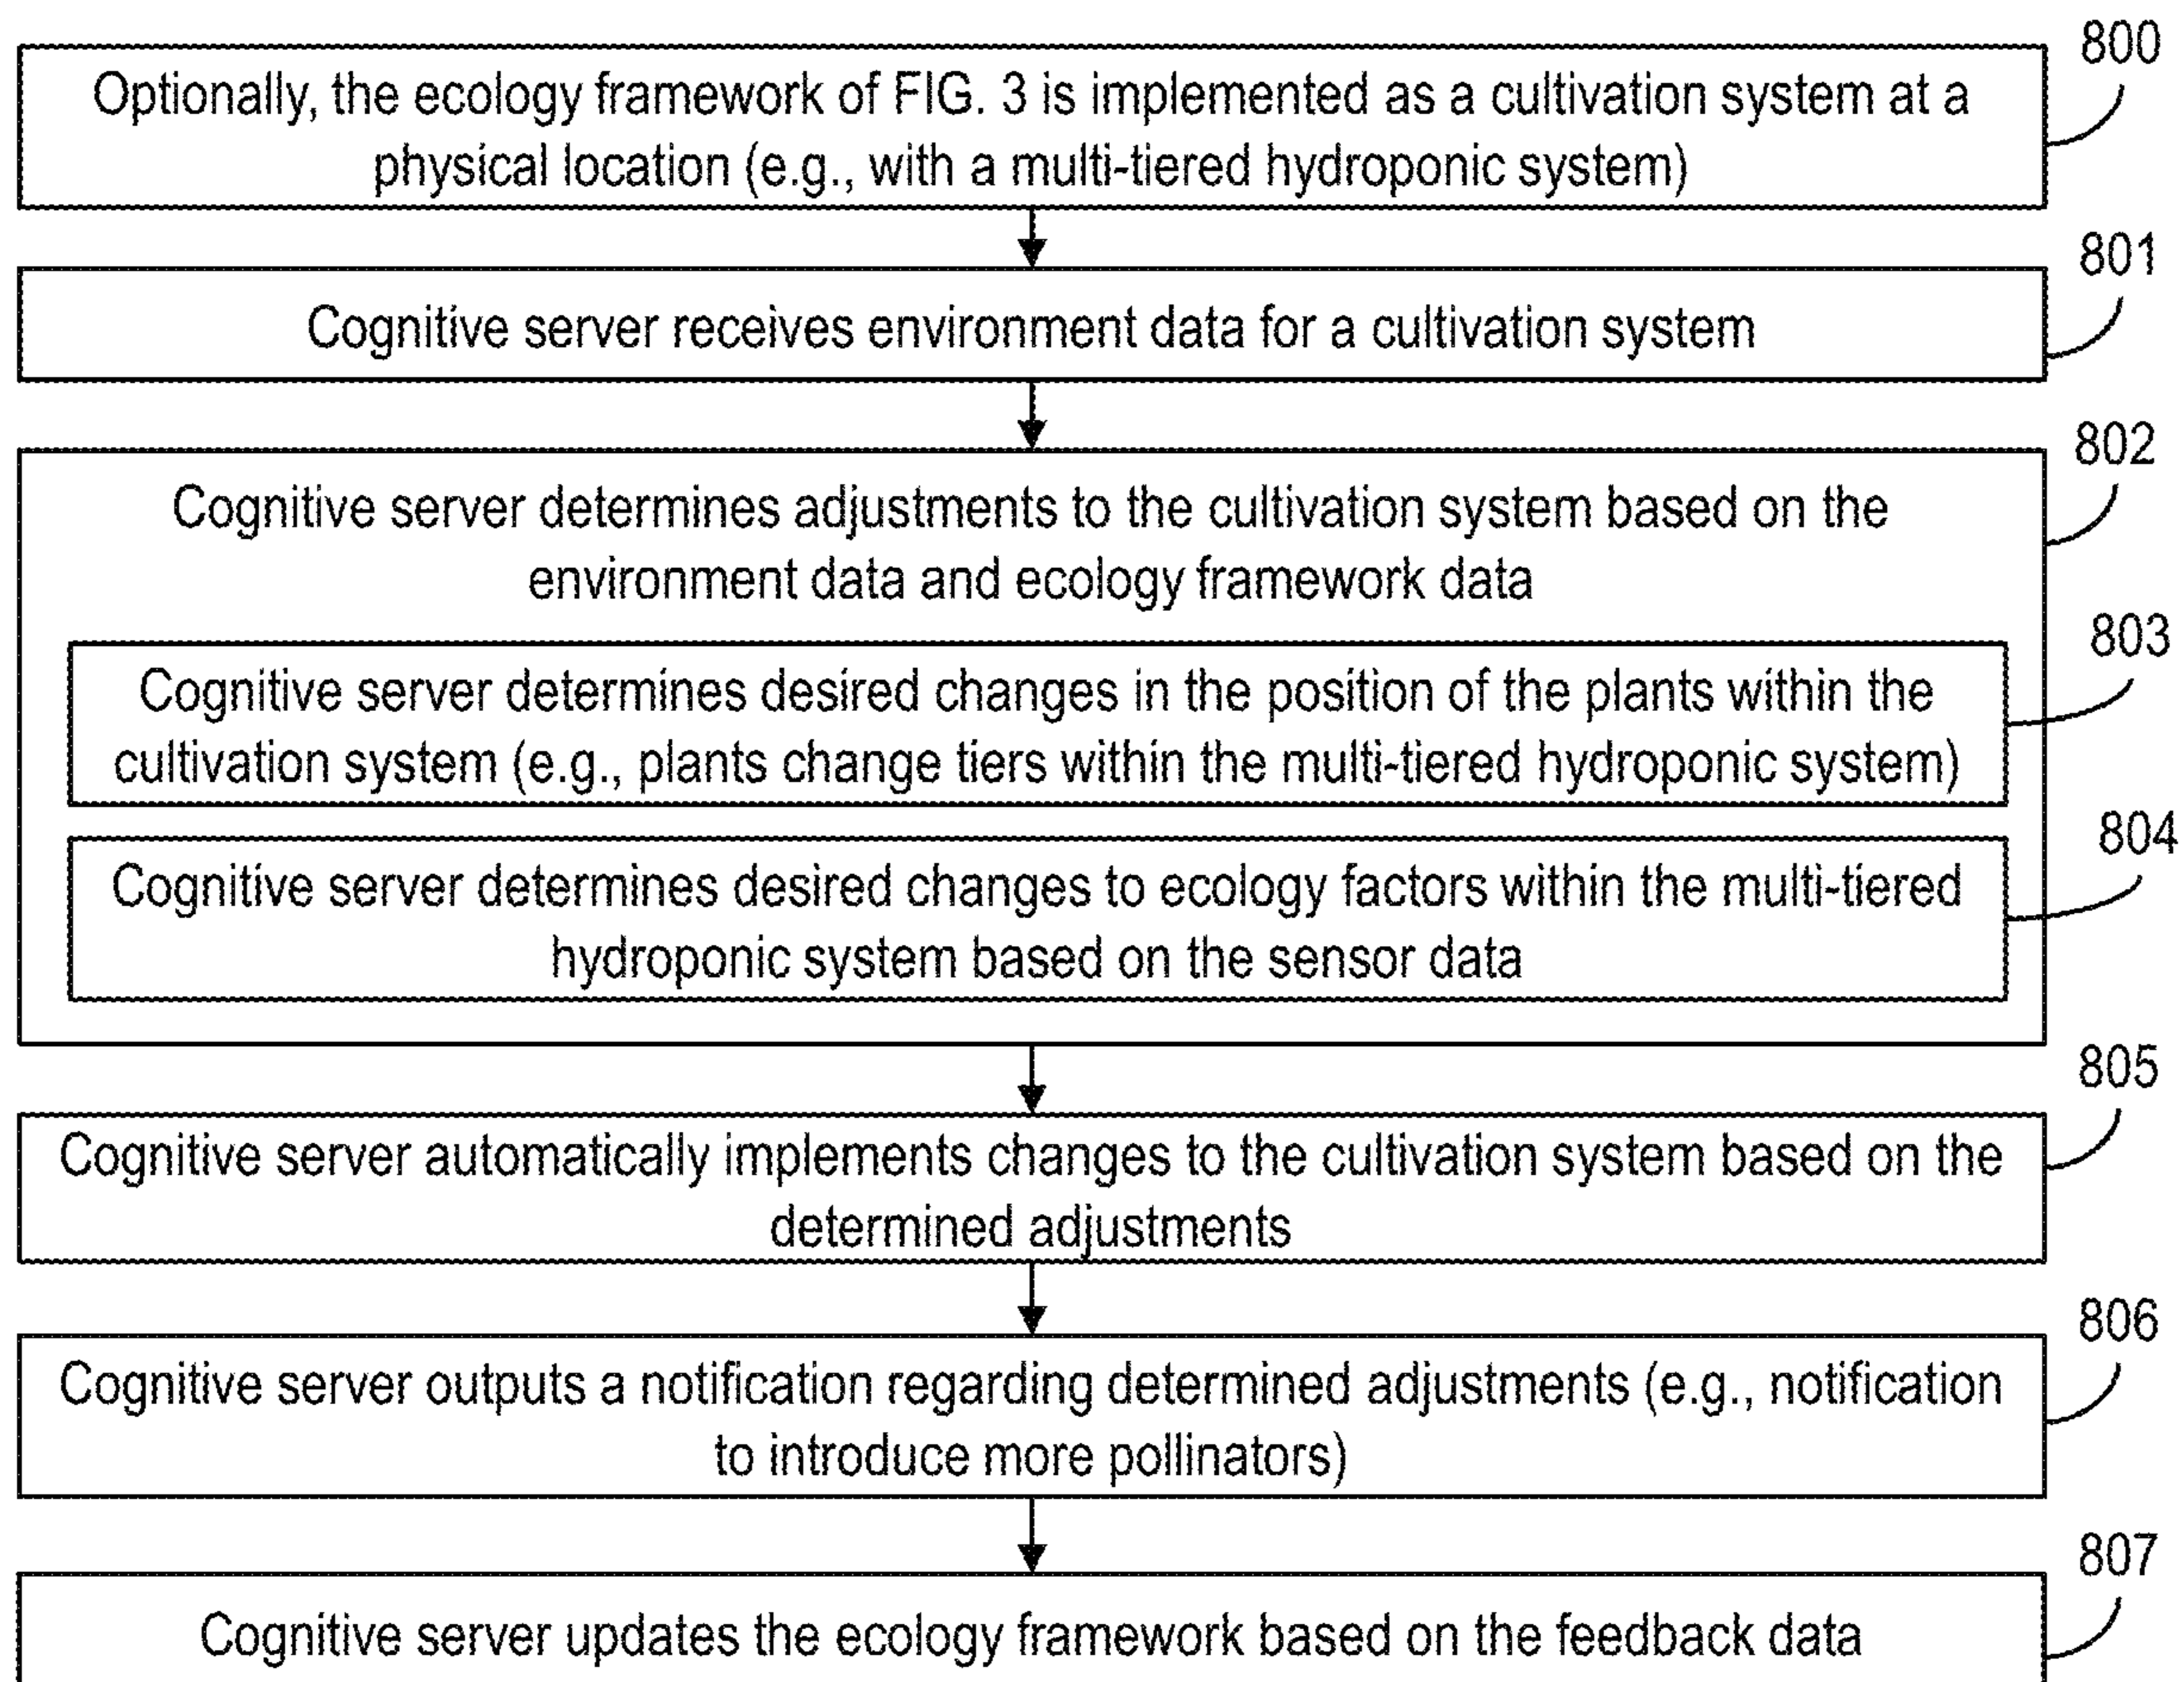 800
Optionally, the ecology framework of FIG. 3 is implemented as a cultivation system at a
physical location (e.g., with a multi-tiered hydroponic system)
801
Cognitive server receives environment data for a cultivation system
802
Cognitive server determines adjustments to the cultivation system based on the
environment data and ecology framework data
803
Cognitive server determines desired changes in the position of the plants within the
cultivation system (e.g., plants change tiers within the multi-tiered hydroponic system)
804
Cognitive server determines desired changes to ecology factors within the multi-tiered
hydroponic system based on the sensor data
805
Cognitive server automatically implements changes to the cultivation system based on the
determined adjustments
806
Cognitive server outputs a notification regarding determined adjustments (e.g., notification
to introduce more pollinators)
807
Cognitive server updates the ecology framework based on the feedback data